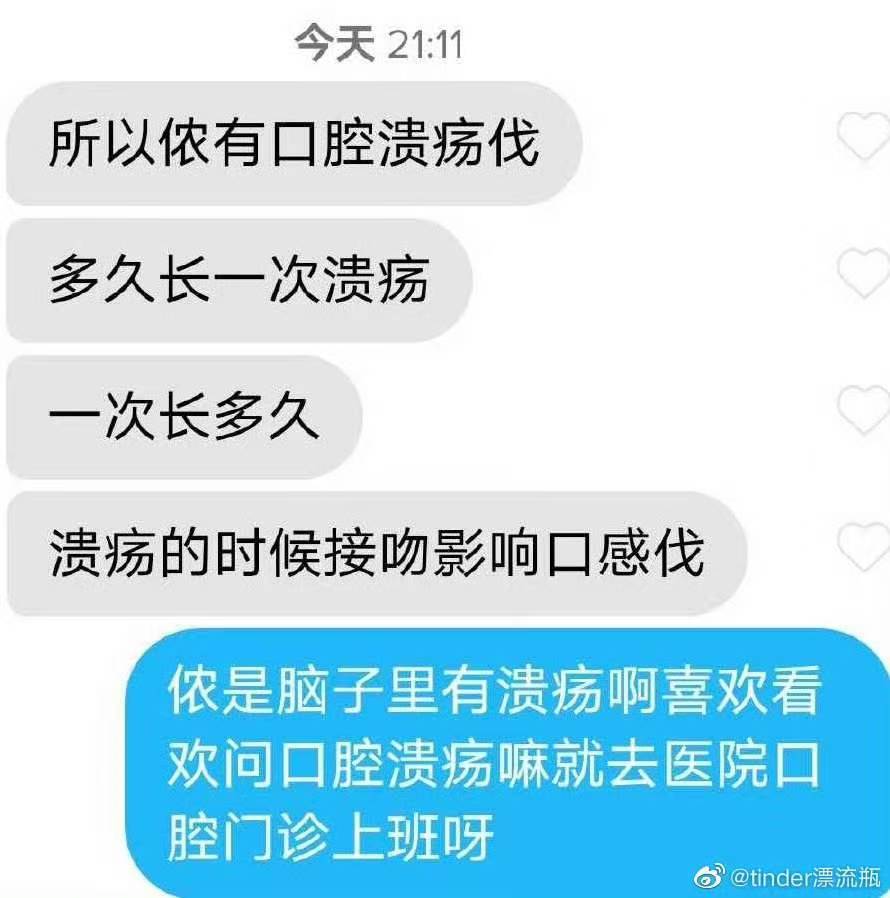 今天 21:11
所以侬有口腔溃疡伐
多久长一次溃疡
一次长多久
溃疡的时候接吻影响口感伐
侬是脑子里有溃疡啊喜欢看
欢问口腔溃疡嘛就去医院口
腔门诊上班呀
@tinder漂流瓶